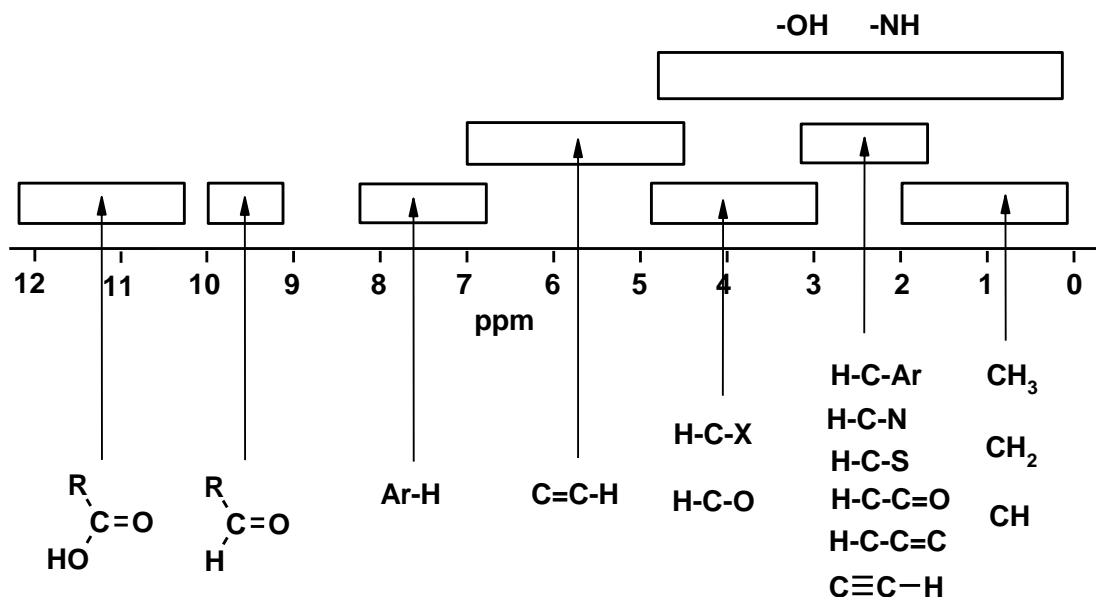 -OH -NH
12 11 10 9 8 7 6 5 4 3 2 1 0
ppm
H-C-Ar
H-C-N
H-C-S
H-C-C=O
H-C-C=C
C≡C-H
CH₃
CH₂
CH
H-C-X
H-C-O
C=C-H
Ar-H
R
C=O
H
R
C=O
HO